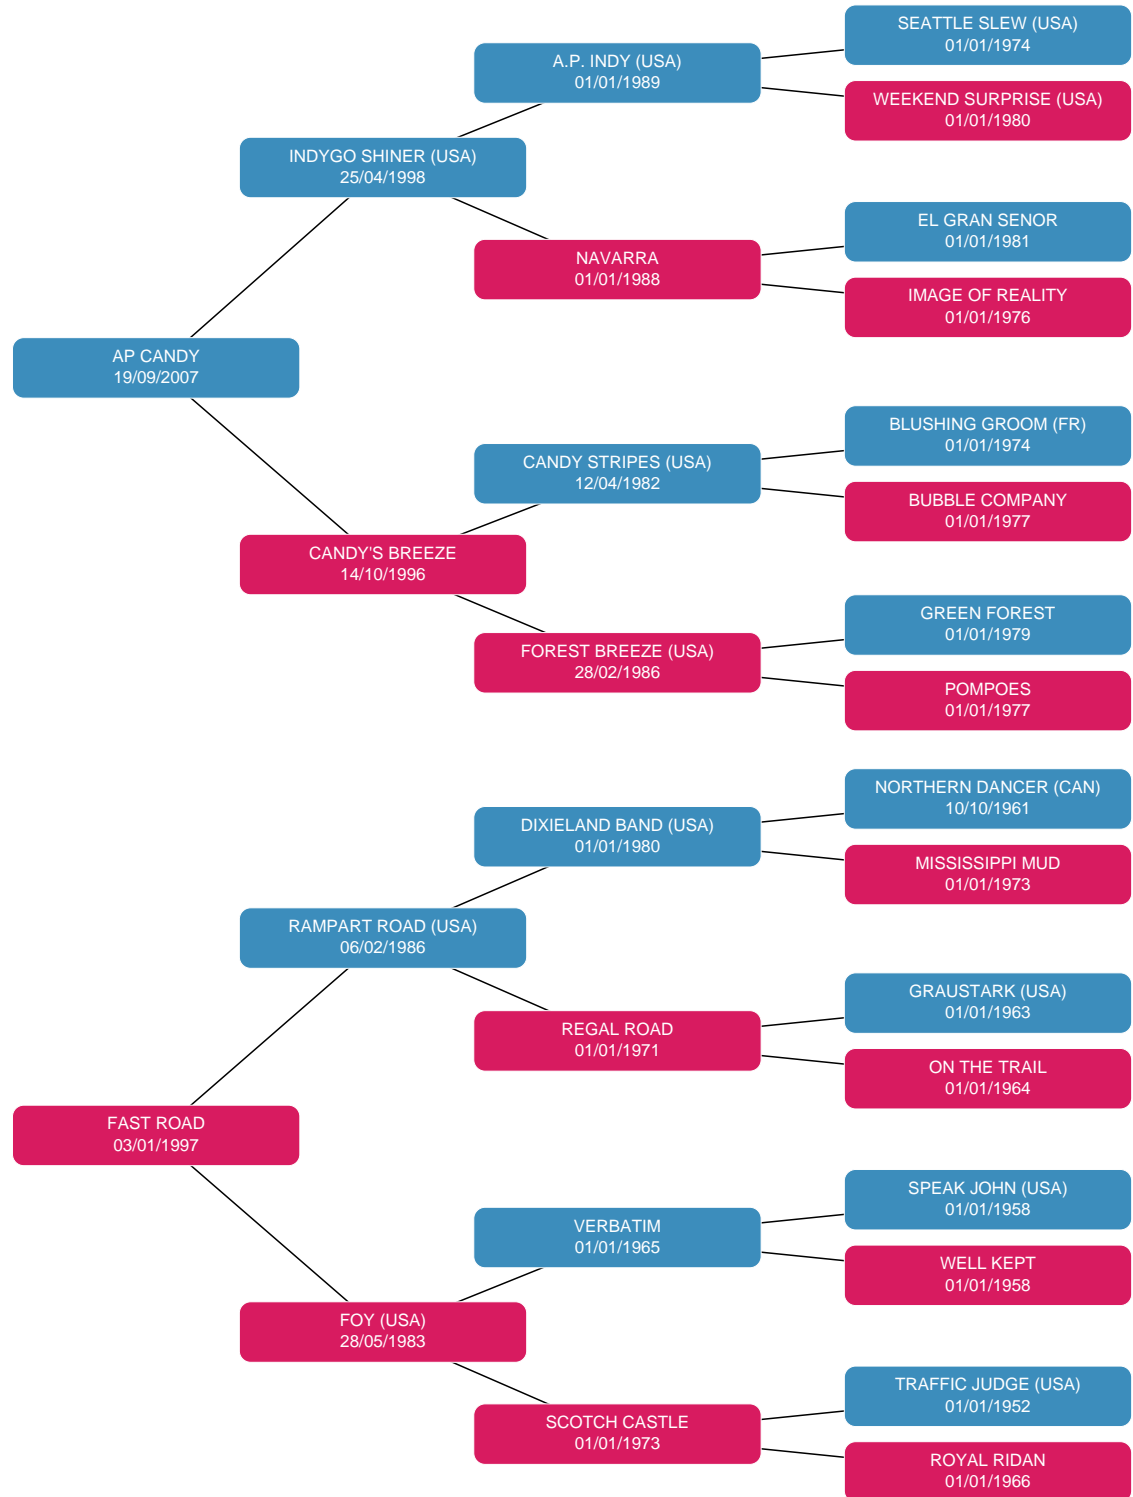 SEATTLE SLEW (USA)
01/01/1974
A.P. INDY (USA)
01/01/1989
WEEKEND SURPRISE (USA)
01/01/1980
INDYGO SHINER (USA)
25/04/1998
EL GRAN SENOR
01/01/1981
NAVARRA
01/01/1988
IMAGE OF REALITY
01/01/1976
AP CANDY
19/09/2007
BLUSHING GROOM (FR)
01/01/1974
CANDY STRIPES (USA)
12/04/1982
BUBBLE COMPANY
01/01/1977
CANDY'S BREEZE
14/10/1996
GREEN FOREST
01/01/1979
FOREST BREEZE (USA)
28/02/1986
POMPOES
01/01/1977
NORTHERN DANCER (CAN)
10/10/1961
DIXIELAND BAND (USA)
01/01/1980
MISSISSIPPI MUD
01/01/1973
RAMPART ROAD (USA)
06/02/1986
GRAUSTARK (USA)
01/01/1963
REGAL ROAD
01/01/1971
ON THE TRAIL
01/01/1964
FAST ROAD
03/01/1997
SPEAK JOHN (USA)
01/01/1958
VERBATIM
01/01/1965
WELL KEPT
01/01/1958
FOY (USA)
28/05/1983
TRAFFIC JUDGE (USA)
01/01/1952
SCOTCH CASTLE
01/01/1973
ROYAL RIDAN
01/01/1966